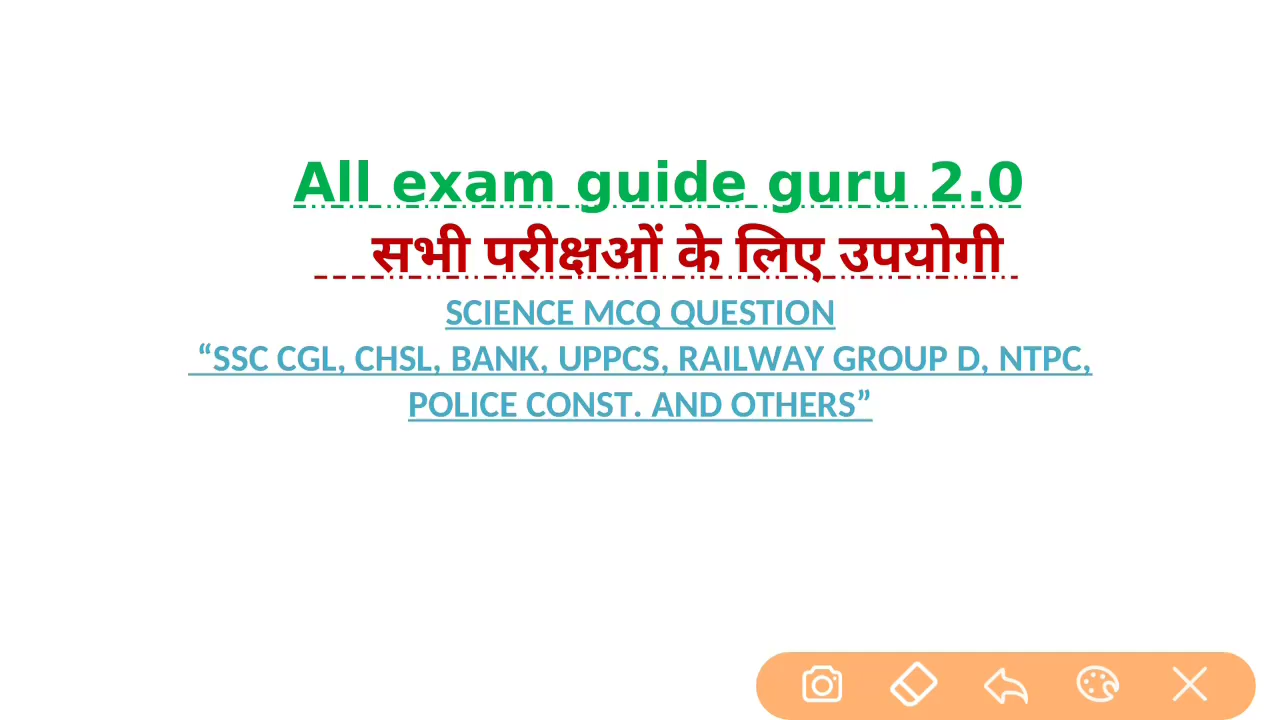 All exam guide guru 2.0
सभी परीक्षओं के लिए उपयोगी
SCIENCE MCQ QUESTION
“SSC CGL, CHSL, BANK, UPPCS, RAILWAY GROUP D, NTPC,
POLICE CONST. AND OTHERS”